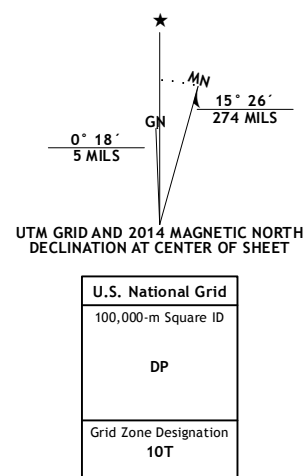 ★
MN
GN
15° 26´
274 MILS
0° 18´
5 MILS
UTM GRID AND 2014 MAGNETIC NORTH
DECLINATION AT CENTER OF SHEET
U.S. National Grid
100,000-m Square ID
DP
Grid Zone Designation
10T